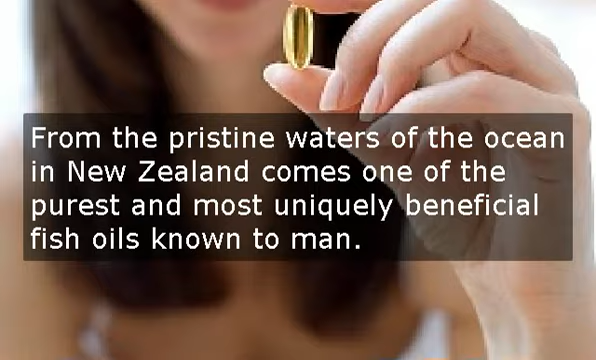 From the pristine waters of the ocean
in New Zealand comes one of the
purest and most uniquely beneficial
fish oils known to man.